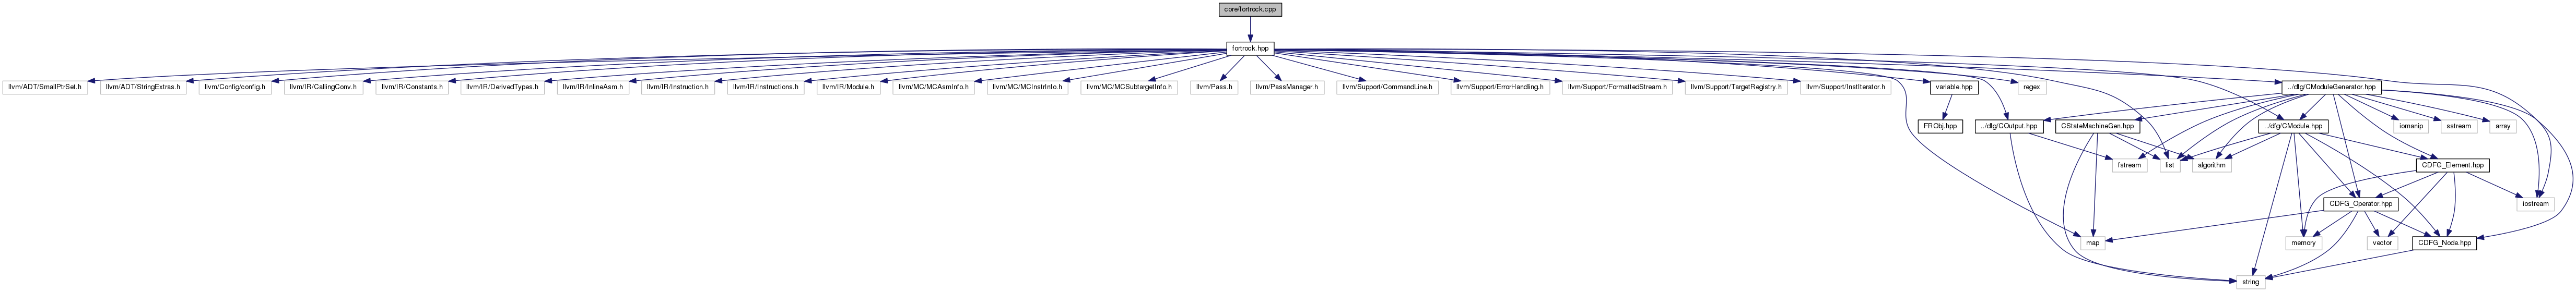 core/fortrock.cpp
fortrock.hpp
llvm/ADT/SmallPtrSet.h
llvm/ADT/StringExtras.h
llvm/Config/config.h
llvm/IR/CallingConv.h
llvm/IR/Constants.h
llvm/IR/DerivedTypes.h
llvm/IR/InlineAsm.h
llvm/IR/Instruction.h
llvm/IR/Instructions.h
llvm/IR/Module.h
llvm/MC/MCAsmInfo.h
llvm/MC/MCInstrInfo.h
llvm/MC/MCSubtargetInfo.h
llvm/Pass.h
llvm/PassManager.h
llvm/Support/CommandLine.h
llvm/Support/ErrorHandling.h
llvm/Support/FormattedStream.h
llvm/Support/TargetRegistry.h
llvm/Support/InstIterator.h
variable.hpp
regex
../dfg/CModuleGenerator.hpp
FRObj.hpp
../dfg/COutput.hpp
CStateMachineGen.hpp
../dfg/CModule.hpp
iomanip
sstream
array
fstream
list
algorithm
CDFG_Element.hpp
CDFG_Operator.hpp
iostream
map
memory
vector
CDFG_Node.hpp
string